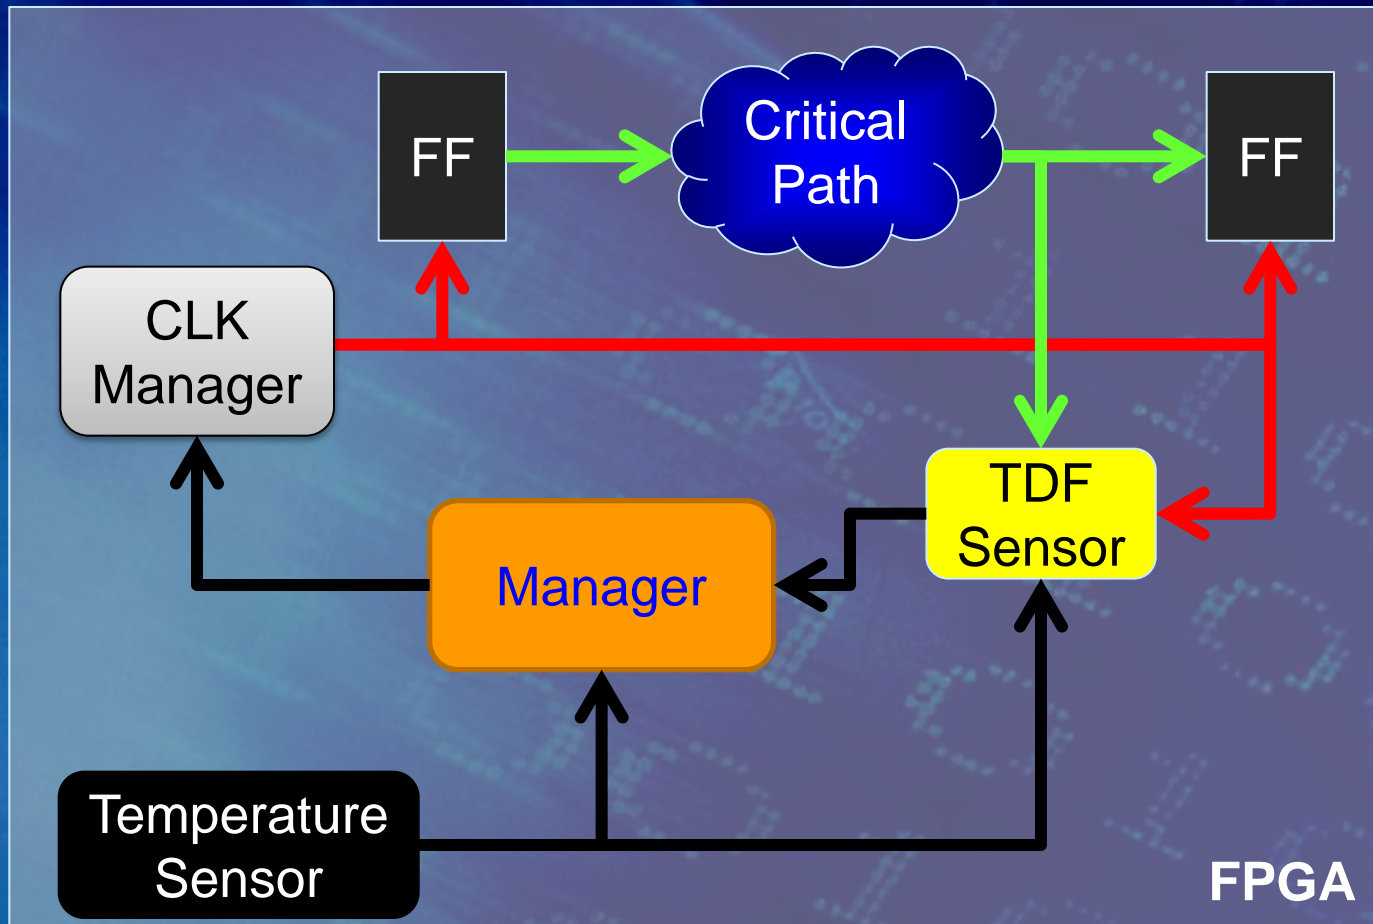 FF
Critical
Path
FF
CLK
Manager
TDF
Sensor
Manager
Temperature
Sensor
FPGA